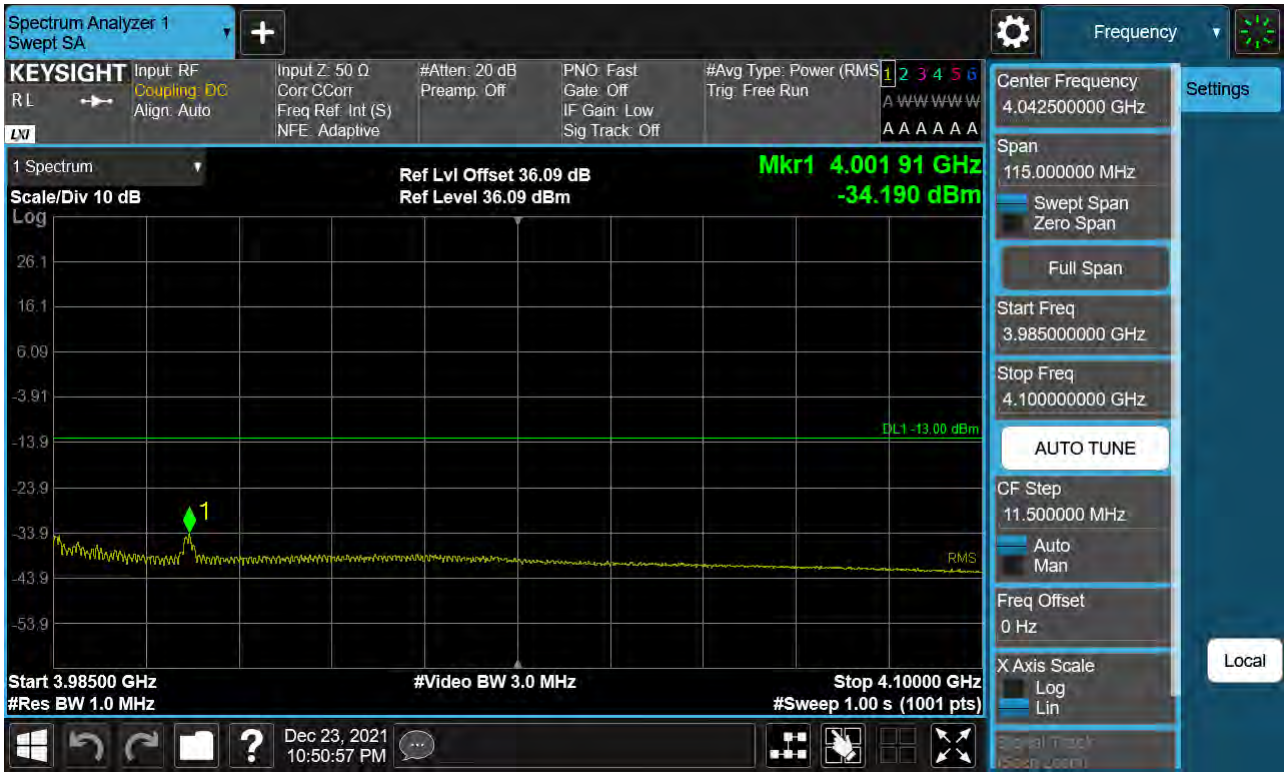 Spectrum Analyzer 1
Swept SA
+
Frequency
KEYSIGHT
RL
LXI
Input: RF
Coupling: DC
Align: Auto
Input Z: 50 Ω
Corr CCorr
Freq Ref: Int (S)
NFE: Adaptive
#Atten: 20 dB
Preamp: Off
PNO: Fast
Gate: Off
IF Gain: Low
Sig Track: Off
#Avg Type: Power (RMS
Trig: Free Run
1 2 3 4 5 6
A W W W W W
A A A A A A
1 Spectrum
Scale/Div 10 dB
Log
Ref Lvl Offset 36.09 dB
Ref Level 36.09 dBm
Mkr1 4.001 91 GHz
-34.190 dBm
26.1
16.1
6.09
-3.91
DL1 -13.00 dBm
-13.9
-23.9
1
-33.9
RMS
-43.9
-53.9
Start 3.98500 GHz
#Res BW 1.0 MHz
#Video BW 3.0 MHz
Stop 4.10000 GHz
#Sweep 1.00 s (1001 pts)
Center Frequency
4.042500000 GHz
Settings
Span
115.000000 MHz
Swept Span
Zero Span
Full Span
Start Freq
3.985000000 GHz
Stop Freq
4.100000000 GHz
AUTO TUNE
CF Step
11.500000 MHz
Auto
Man
Freq Offset
0 Hz
X Axis Scale
Log
Lin
Local
Signal Track
(Span Zoom)
?
Dec 23, 2021
10:50:57 PM